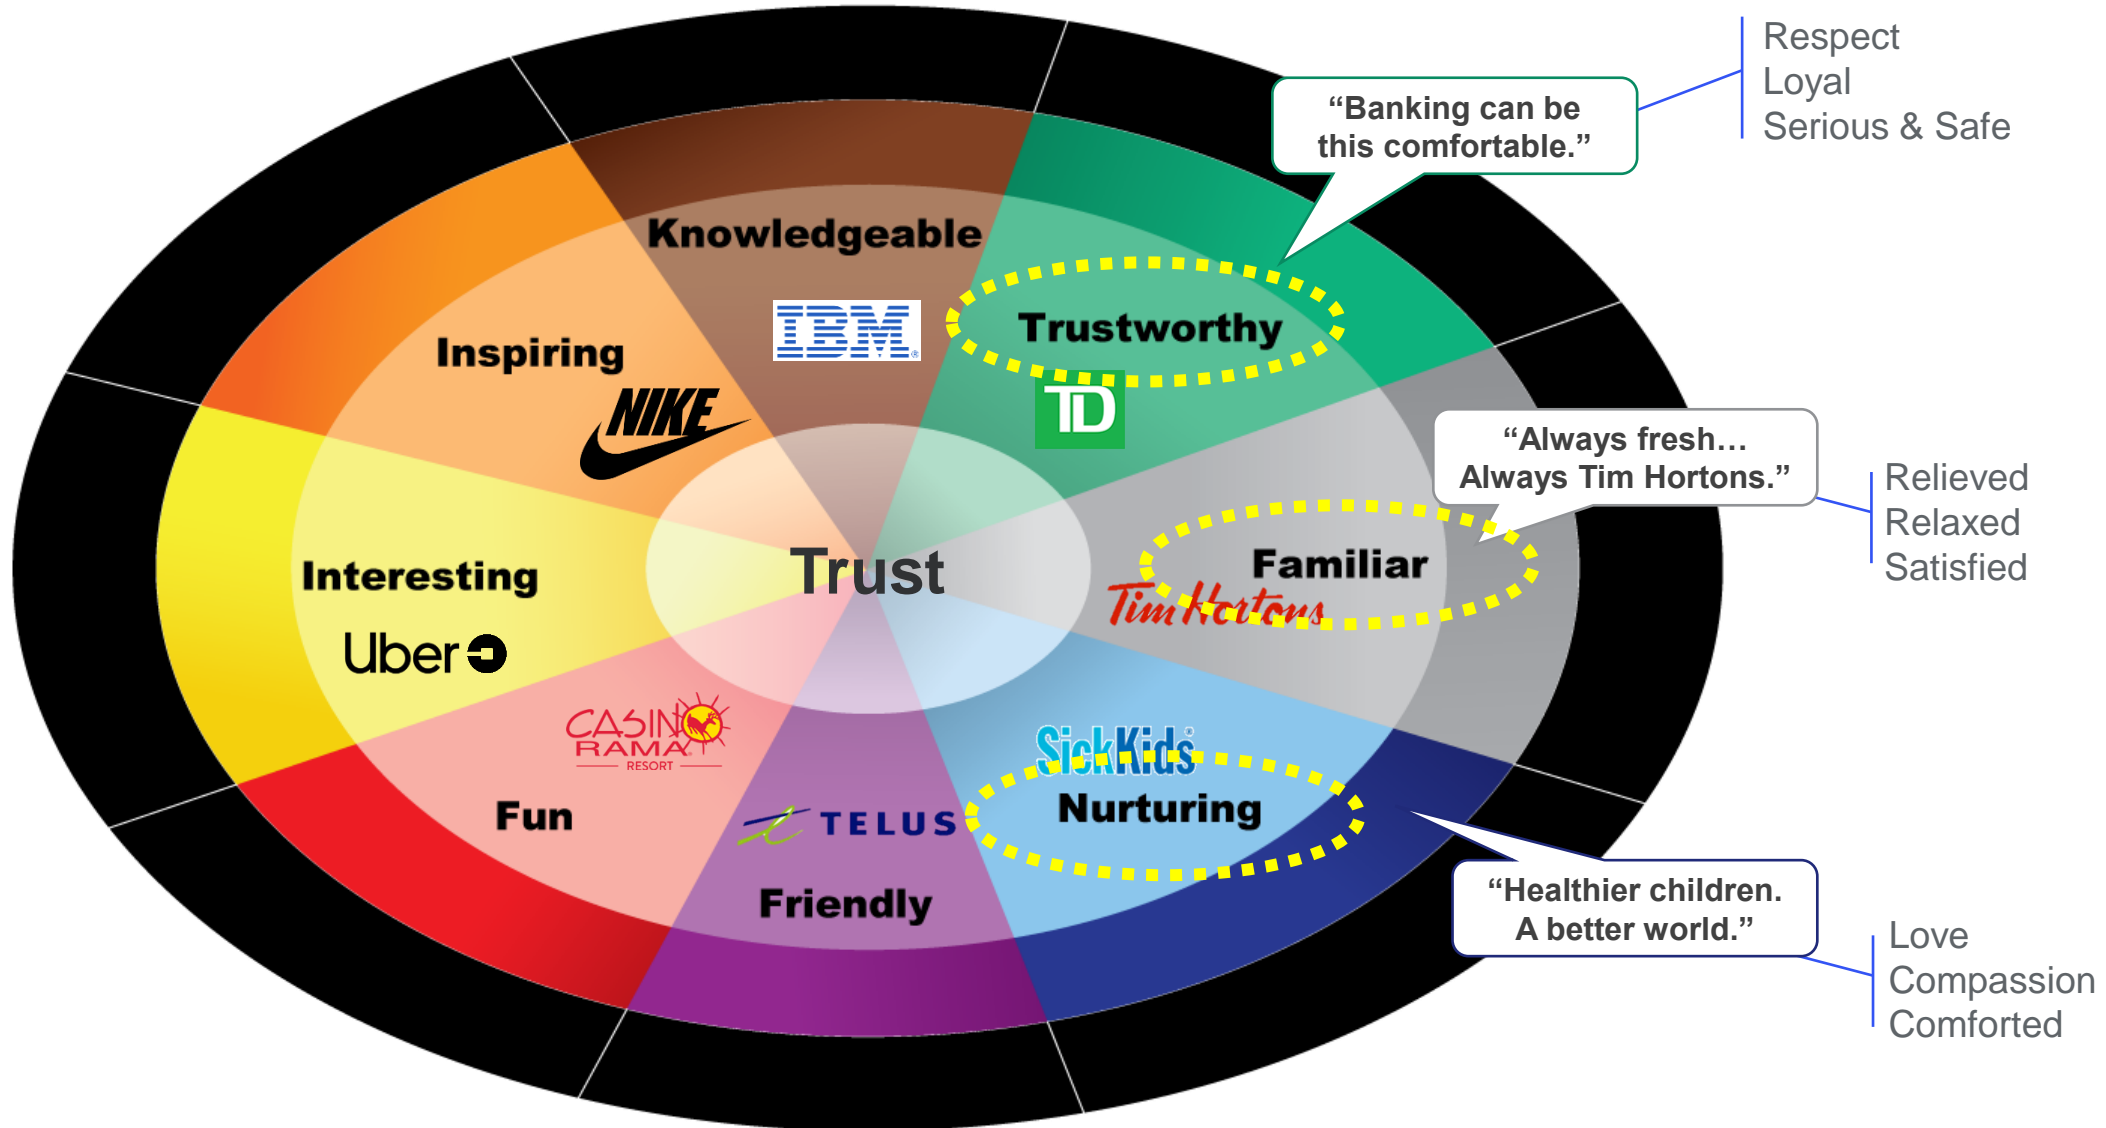 Respect
Loyal
Serious & Safe
“Banking can be
this comfortable.”
Knowledgeable
IBM®
Trustworthy
TD
Inspiring
NIKE
“Always fresh…
Always Tim Hortons.”
Relieved
Relaxed
Satisfied
Trust
Familiar
Tim Hortons
Interesting
Uber
CASINO
RAMA®
RESORT
Fun
SickKids®
Nurturing
TELUS
Friendly
“Healthier children.
A better world.”
Love
Compassion
Comforted